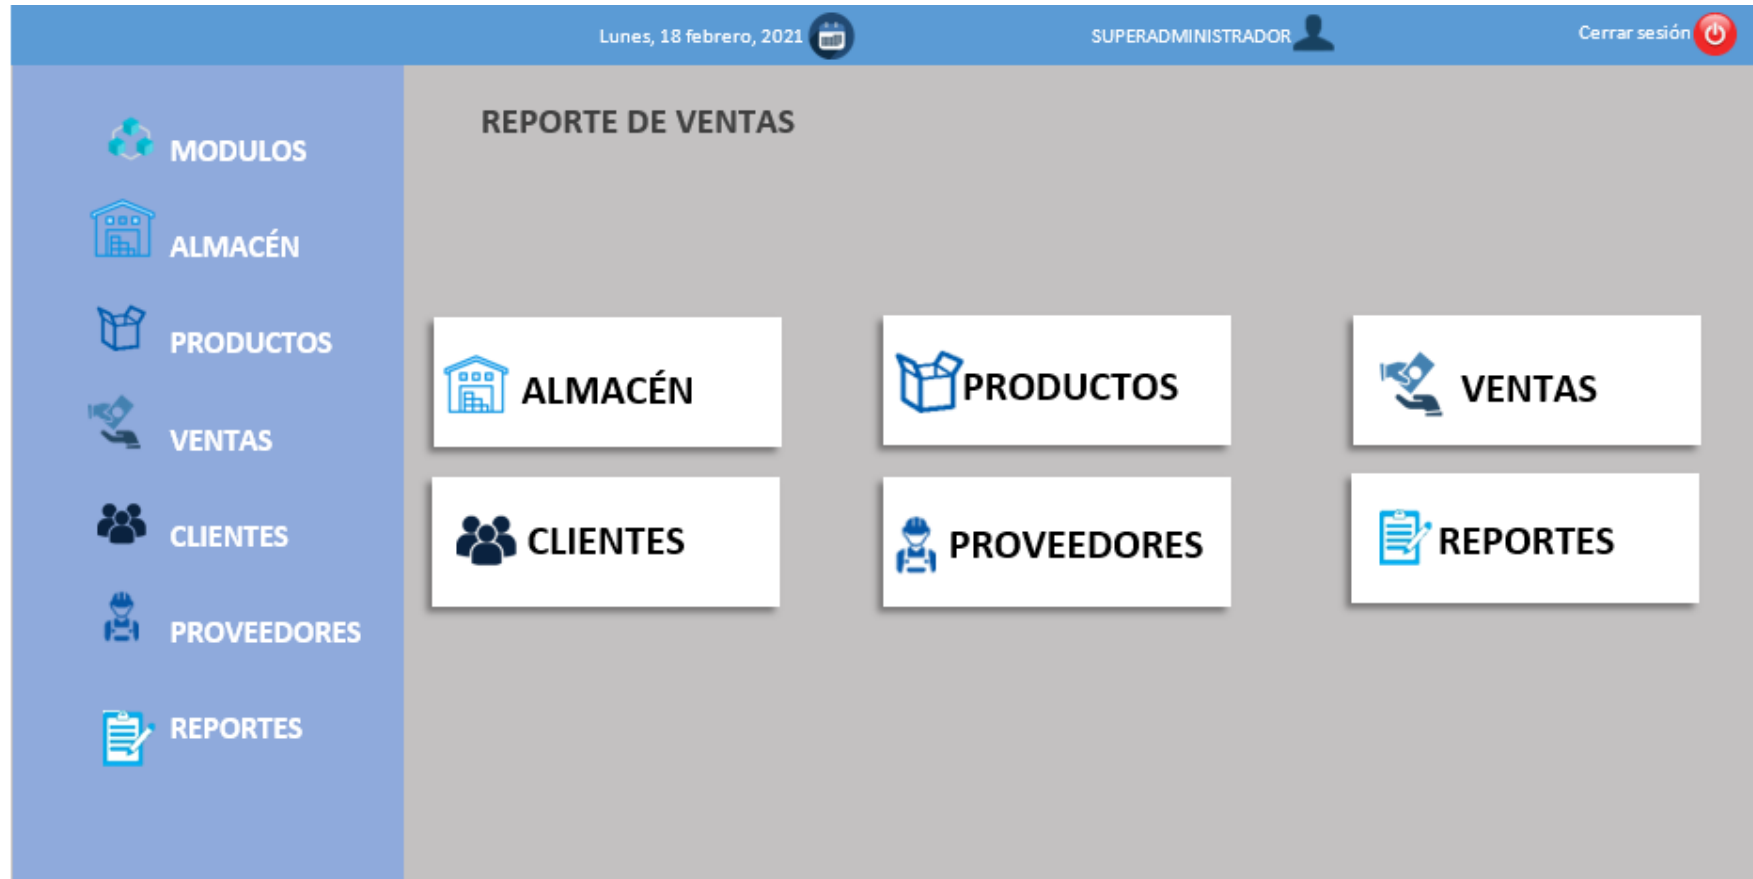 Lunes, 18 febrero, 2021
SUPERADMINISTRADOR
Cerrar sesión
MODULOS
ALMACÉN
PRODUCTOS
VENTAS
CLIENTES
PROVEEDORES
REPORTES
REPORTE DE VENTAS
ALMACÉN
PRODUCTOS
VENTAS
CLIENTES
PROVEEDORES
REPORTES